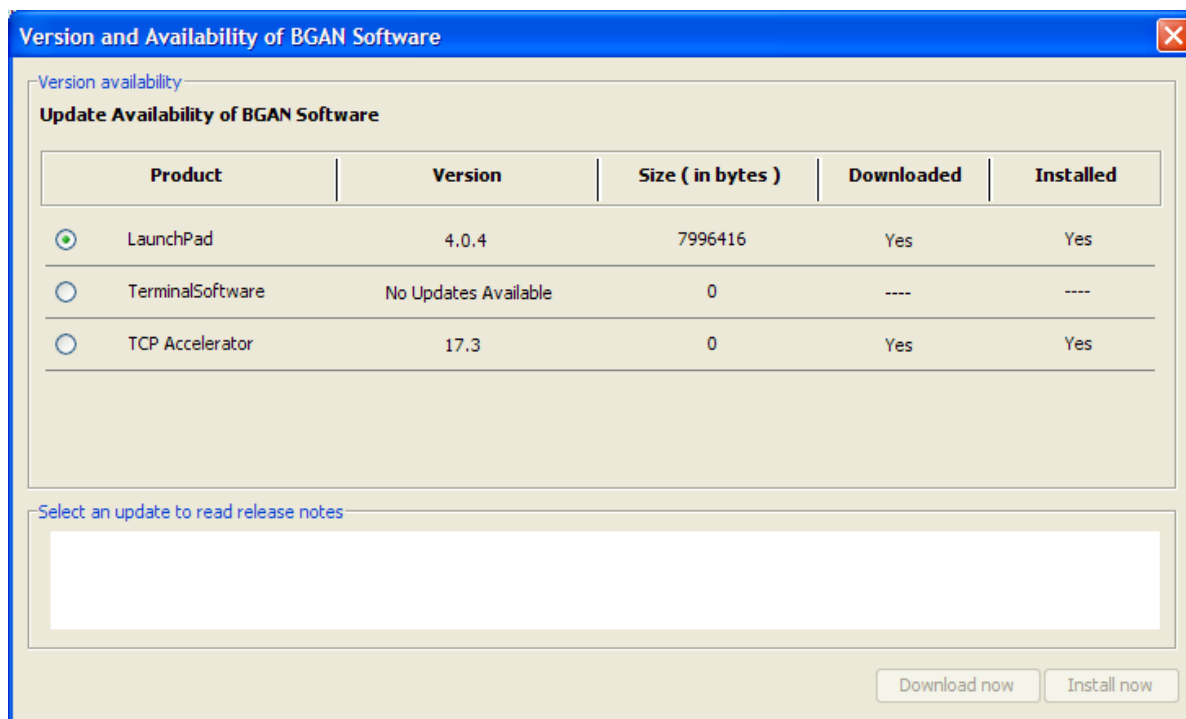 Version and Availability of BGAN Software
Version availability
Update Availability of BGAN Software
Product Version Size ( in bytes ) Downloaded Installed
LaunchPad 4.0.4 7996416 Yes Yes
TerminalSoftware No Updates Available 0 ---- ----
TCP Accelerator 17.3 0 Yes Yes
Select an update to read release notes
Download now Install now